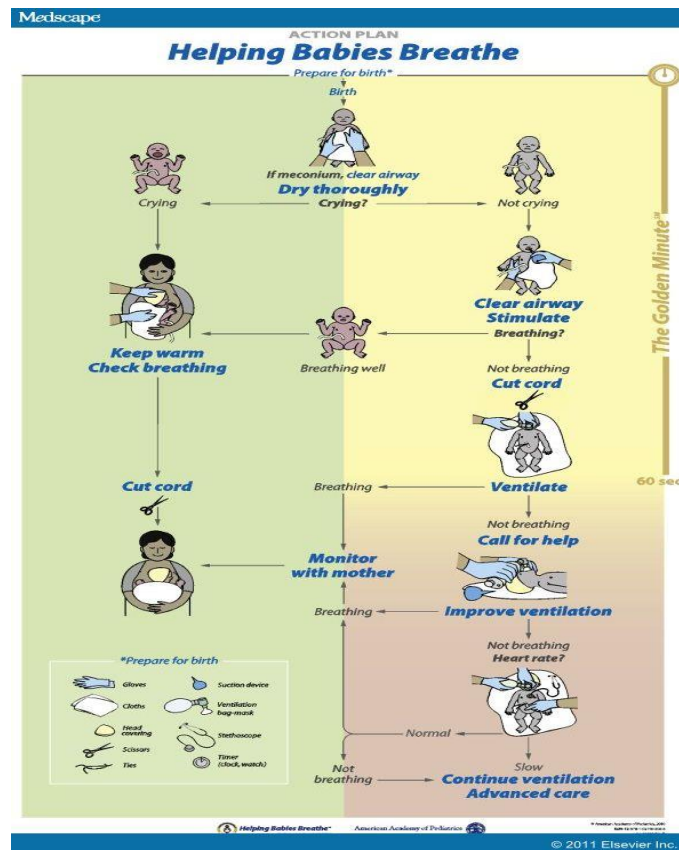 Medscape
ACTION PLAN
Helping Babies Breathe
Prepare for birth*
Birth
If meconium, clear airway
Dry thoroughly
Crying
Crying?
Not crying
The Golden Minute
SM
Clear airway
Stimulate
Breathing?
Keep warm
Check breathing
Breathing well
Not breathing
Cut cord
Cut cord
Breathing
Ventilate
60 sec
Not breathing
Call for help
Monitor
with mother
Breathing
Improve ventilation
Not breathing
Heart rate?
*Prepare for birth
Gloves
Suction device
Cloths
Ventilation
bag-mask
Head
covering
Stethoscope
Scissors
Ties
Timer
(clock, watch)
Normal
Not
breathing
Slow
Continue ventilation
Advanced care
Helping Babies Breathe
American Academy of Pediatrics
© 2011 Elsevier Inc.